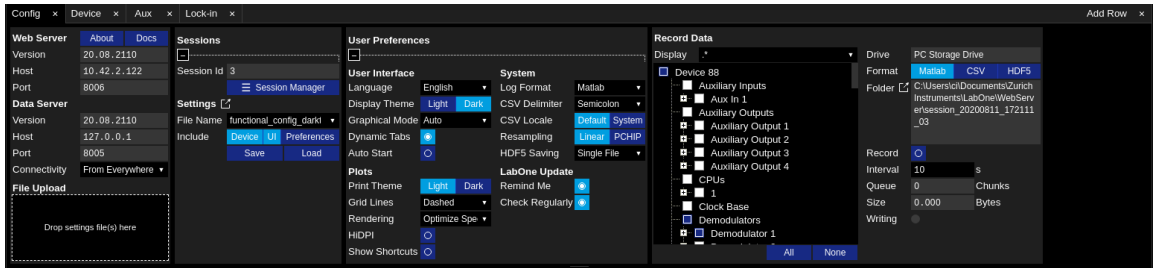 Config × Device × Aux × Lock-in × Add Row ×
Web Server About Docs
Version 20.08.2110
Host 10.42.2.122
Port 8006
Data Server
Version 20.08.2110
Host 127.0.0.1
Port 8005
Connectivity From Everywhere
File Upload
Drop settings file(s) here
Sessions
Session Id 3
Session Manager
Settings
File Name functional_config_darkt
Include Device UI Preferences
Save Load
User Preferences
User Interface
Language English
Display Theme Light Dark
Graphical Mode Auto
Dynamic Tabs
Auto Start
Plots
Print Theme Light Dark
Grid Lines Dashed
Rendering Optimize Spe
HiDPI
Show Shortcuts
System
Log Format Matlab
CSV Delimiter Semicolon
CSV Locale Default System
Resampling Linear PCHIP
HDF5 Saving Single File
LabOne Update
Remind Me
Check Regularly
Record Data
Display .*
Device 88
Auxiliary Inputs
Aux In 1
Auxiliary Outputs
Auxiliary Output 1
Auxiliary Output 2
Auxiliary Output 3
Auxiliary Output 4
CPUs
1
Clock Base
Demodulators
Demodulator 1
All None
Drive PC Storage Drive
Format Matlab CSV HDF5
Folder C:\Users\ci\Documents\Zurich
Instruments\LabOne\WebServ
er\session_20200811_172111
_03
Record
Interval 10 s
Queue 0 Chunks
Size 0.000 Bytes
Writing